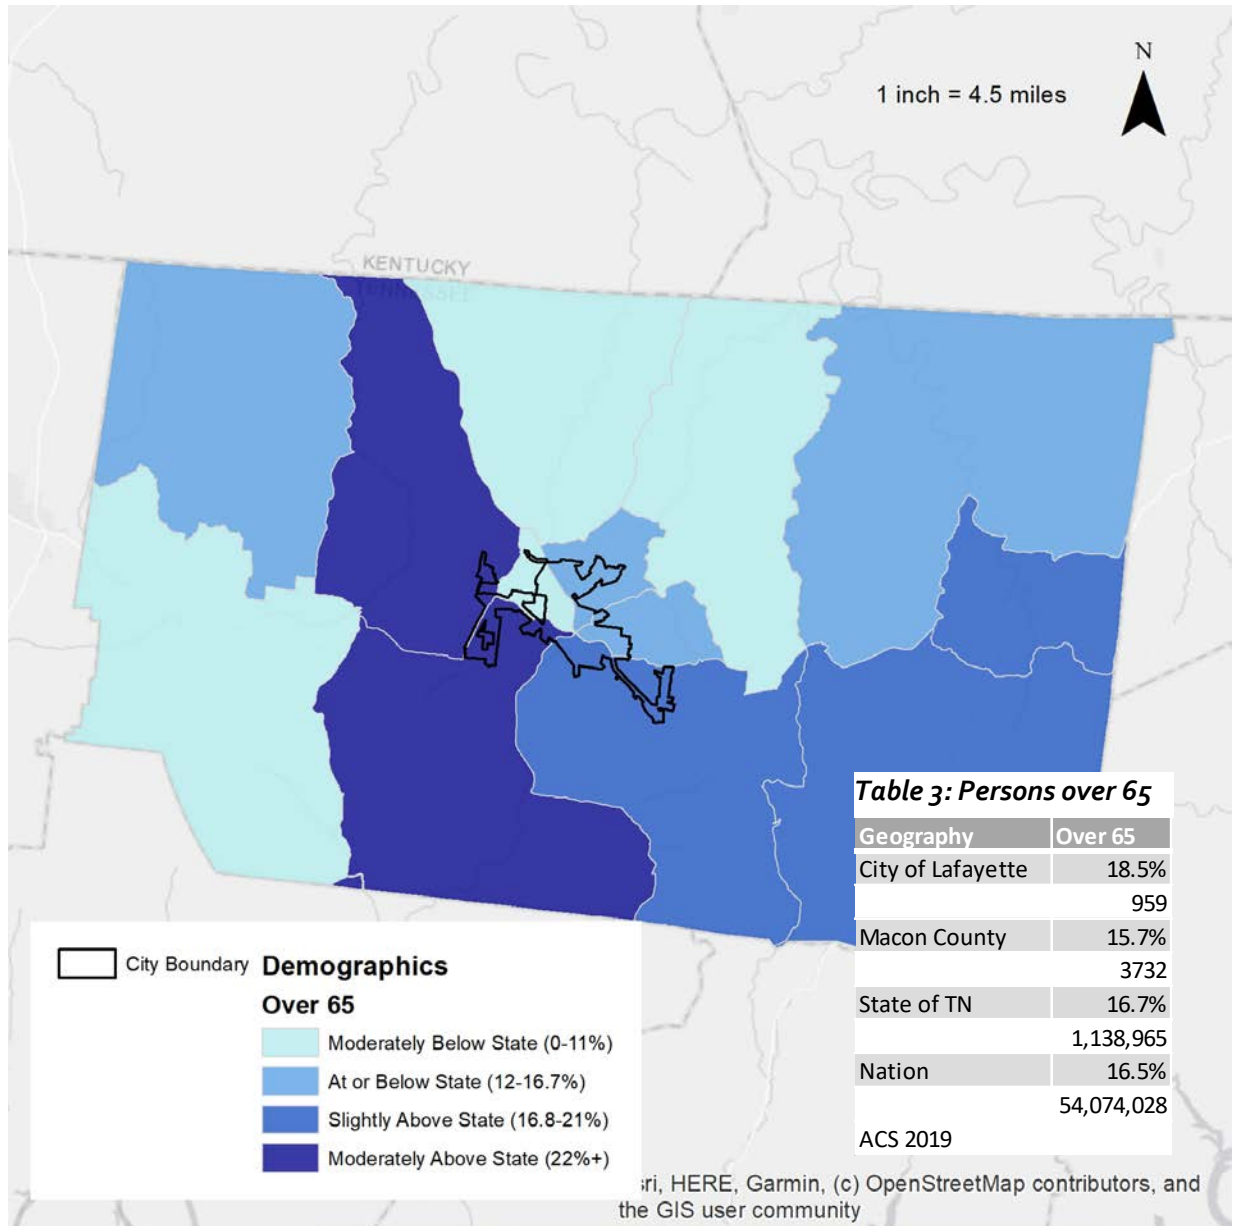 N
1 inch = 4.5 miles
KENTUCKY
TENNESSEE
Table 3: Persons over 65
Geography Over 65
City of Lafayette 18.5%
959
Macon County 15.7%
3732
State of TN 16.7%
1,138,965
Nation 16.5%
54,074,028
ACS 2019
City Boundary
Demographics
Over 65
Moderately Below State (0-11%)
At or Below State (12-16.7%)
Slightly Above State (16.8-21%)
Moderately Above State (22%+)
sri, HERE, Garmin, (c) OpenStreetMap contributors, and
the GIS user community